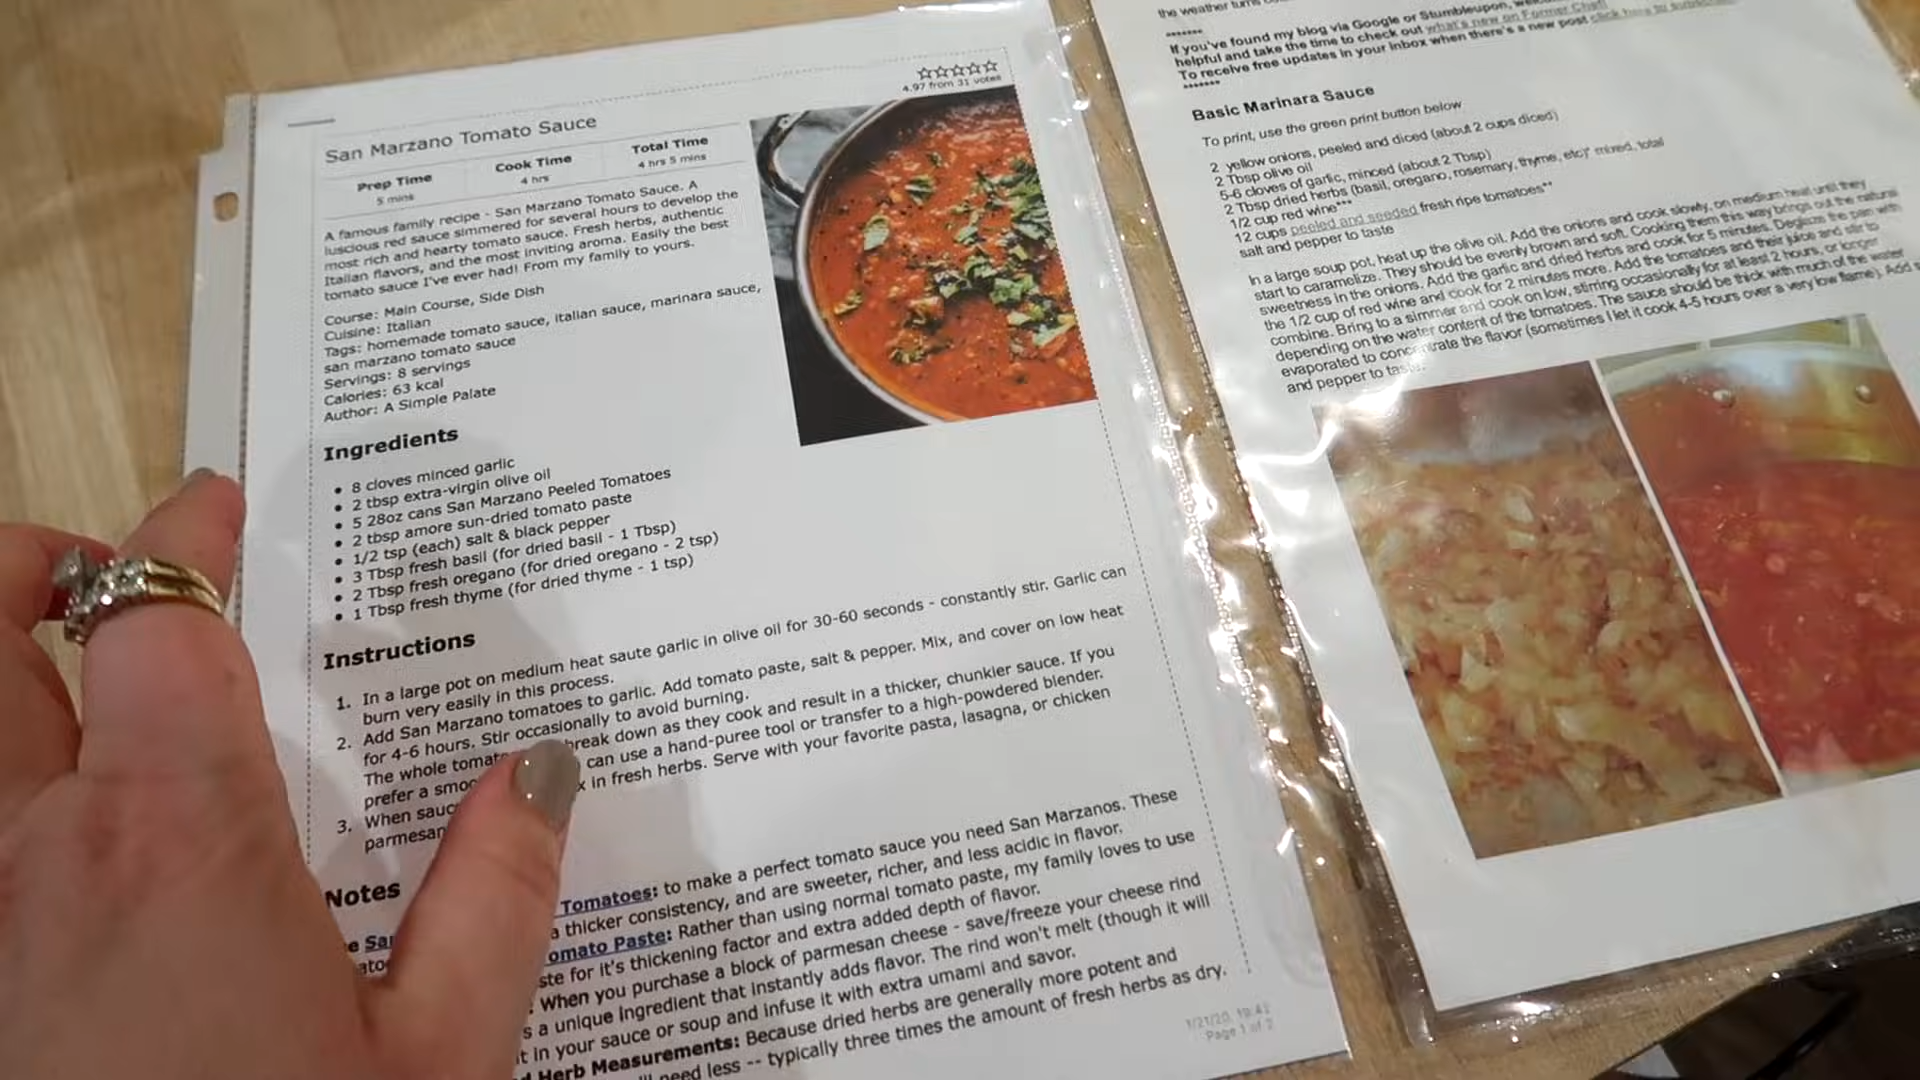 4.97 from 31 votes
San Marzano Tomato Sauce
Prep Time
5 mins
Cook Time
4 hrs
Total Time
4 hrs 5 mins
A famous family recipe - San Marzano Tomato Sauce. A
luscious red sauce simmered for several hours to develop the
most rich and hearty tomato sauce. Fresh herbs, authentic
Italian flavors, and the most inviting aroma. Easily the best
tomato sauce I've ever had! From my family to yours.
Course: Main Course, Side Dish
Cuisine: Italian
Tags: homemade tomato sauce, italian sauce, marinara sauce,
san marzano tomato sauce
Servings: 8 servings
Calories: 63 kcal
Author: A Simple Palate
Ingredients
• 8 cloves minced garlic
• 2 tbsp extra-virgin olive oil
• 5 28oz cans San Marzano Peeled Tomatoes
• 2 tbsp amore sun-dried tomato paste
• 1/2 tsp (each) salt & black pepper
• 3 Tbsp fresh basil (for dried basil - 1 Tbsp)
• 2 Tbsp fresh oregano (for dried oregano - 2 tsp)
• 1 Tbsp fresh thyme (for dried thyme - 1 tsp)
Instructions
1. In a large pot on medium heat saute garlic in olive oil for 30-60 seconds - constantly stir. Garlic can
burn very easily in this process.
2. Add San Marzano tomatoes to garlic. Add tomato paste, salt & pepper. Mix, and cover on low heat
for 4-6 hours. Stir occasionally to avoid burning.
The whole break down as they cook and result in a thicker, chunkier sauce. If you
prefer a can use a hand-puree tool or transfer to a high-powdered blender.
3. When in fresh herbs. Serve with your favorite pasta, lasagna, or chicken
parmesan
Notes
Tomatoes: to make a perfect tomato sauce you need San Marzanos. These
a thicker consistency, and are sweeter, richer, and less acidic in flavor.
omato Paste: Rather than using normal tomato paste, my family loves to use
ste for it's thickening factor and extra added depth of flavor.
When you purchase a block of parmesan cheese - save/freeze your cheese rind
s a unique Ingredient that instantly adds flavor. The rind won't melt (though it will
it in your sauce or soup and infuse it with extra umami and savor.
Herb Measurements: Because dried herbs are generally more potent and
need less -- typically three times the amount of fresh herbs as dry.
1/21/20, 19:42
Page 1 of 2
the weather turns
*******
If you've found my blog via Google or Stumbleupon,
helpful and take the time to check out what's new on Former Chef!
To receive free updates in your inbox when there's a new post click here to subscribe.
*******
Basic Marinara Sauce
To print, use the green print button below
2 yellow onions, peeled and diced (about 2 cups diced)
2 Tbsp olive oil
5-6 cloves of garlic, minced (about 2 Tbsp)
2 Tbsp dried herbs (basil, oregano, rosemary, thyme, etc)* mixed, total
1/2 cup red wine***
12 cups peeled and seeded fresh ripe tomatoes**
salt and pepper to taste
In a large soup pot, heat up the olive oil. Add the onions and cook slowly, on medium heat until they
start to caramelize. They should be evenly brown and soft. Cooking them this way brings out the natural
sweetness in the onions. Add the garlic and dried herbs and cook for 5 minutes. Deglaze the pan with
the 1/2 cup of red wine and cook for 2 minutes more. Add the tomatoes and their juice and stir to
combine. Bring to a simmer and cook on low, stirring occasionally for at least 2 hours, or longer
depending on the water content of the tomatoes. The sauce should be thick with much of the water
evaporated to concentrate the flavor (sometimes I let it cook 4-5 hours over a very low flame). Add
and pepper to taste.